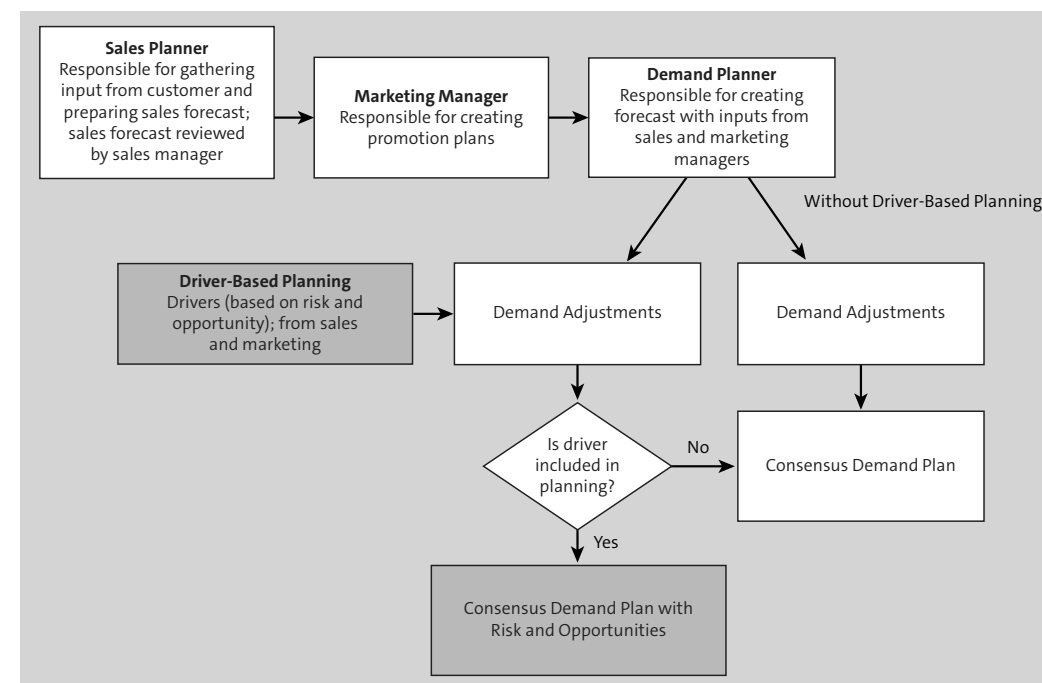 Sales Planner
Responsible for gathering
input from customer and
preparing sales forecast;
sales forecast reviewed
by sales manager
Marketing Manager
Responsible for creating
promotion plans
Demand Planner
Responsible for creating
forecast with inputs from
sales and marketing
managers
Without Driver-Based Planning
Driver-Based Planning
Drivers (based on risk and
opportunity); from sales
and marketing
Demand Adjustments
Demand Adjustments
Is driver
included in
planning?
No
Consensus Demand Plan
Yes
Consensus Demand Plan with
Risk and Opportunities